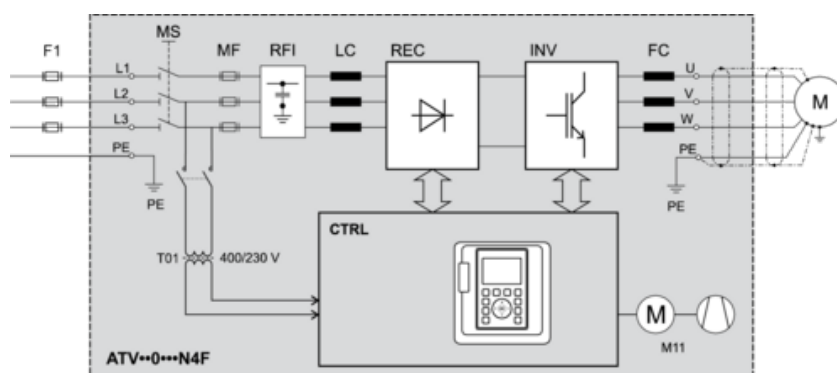 MS
F1
MF
RFI
LC
REC
INV
FC
L1
U
L2
V
M
L3
W
PE
PE
PE
PE
CTRL
T01
400/230 V
M
M11
ATV••0•••N4F